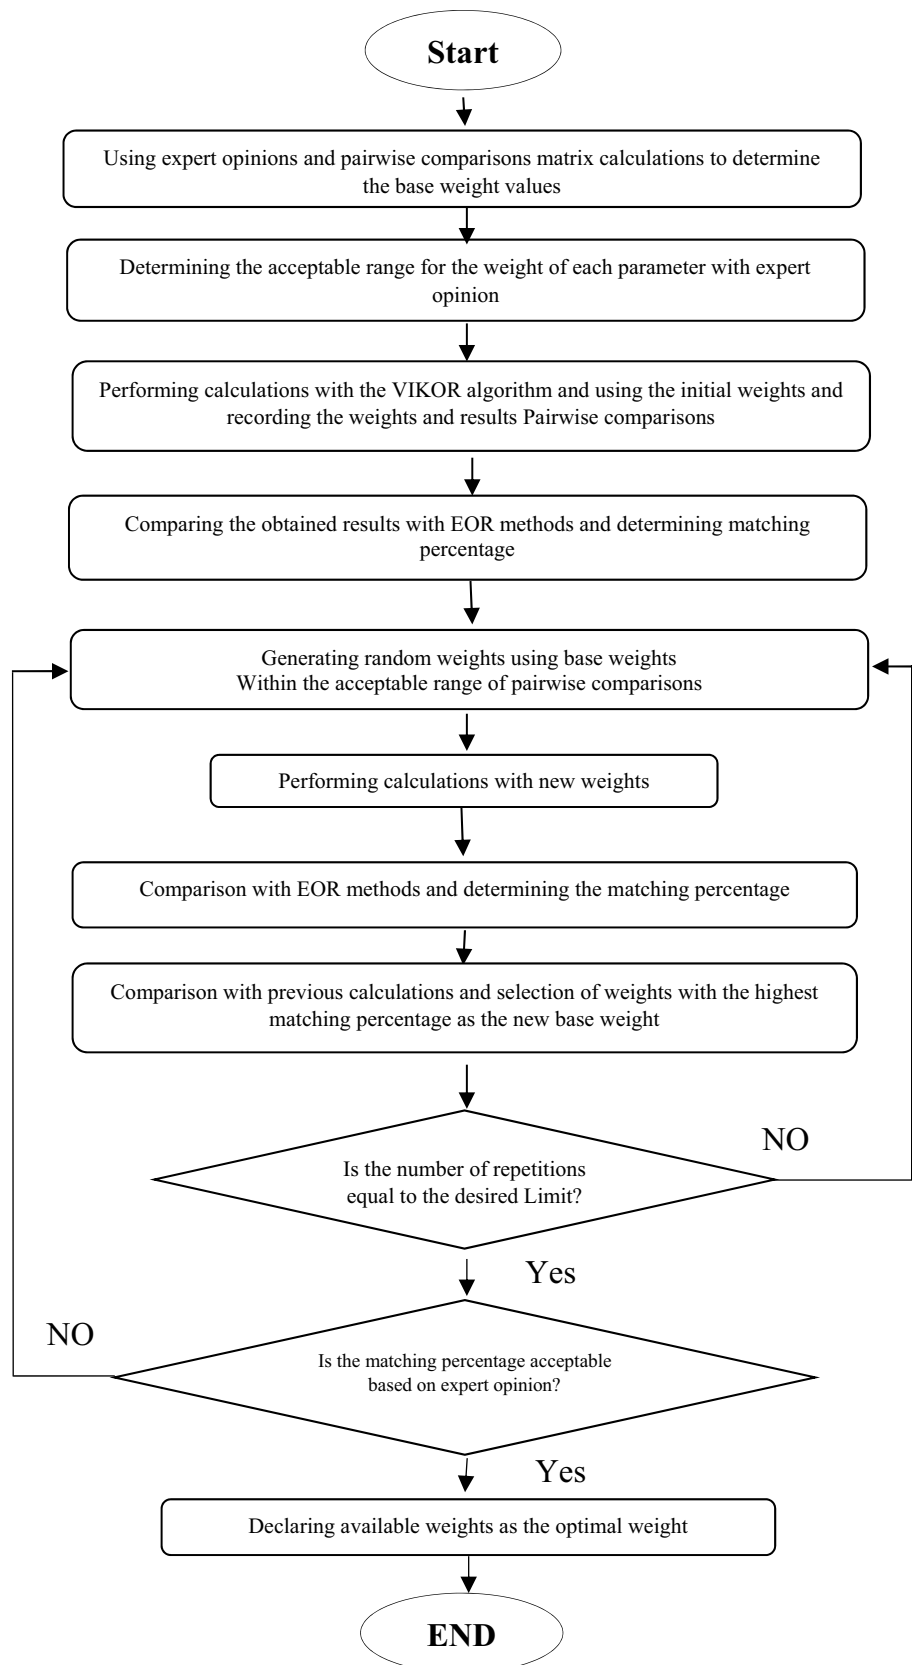 Start
Using expert opinions and pairwise comparisons matrix calculations to determine
the base weight values
Determining the acceptable range for the weight of each parameter with expert
opinion
Performing calculations with the VIKOR algorithm and using the initial weights and
recording the weights and results Pairwise comparisons
Comparing the obtained results with EOR methods and determining matching
percentage
Generating random weights using base weights
Within the acceptable range of pairwise comparisons
Performing calculations with new weights
Comparison with EOR methods and determining the matching percentage
Comparison with previous calculations and selection of weights with the highest
matching percentage as the new base weight
NO
Is the number of repetitions
equal to the desired Limit?
Yes
NO
Is the matching percentage acceptable
based on expert opinion?
Yes
Declaring available weights as the optimal weight
END